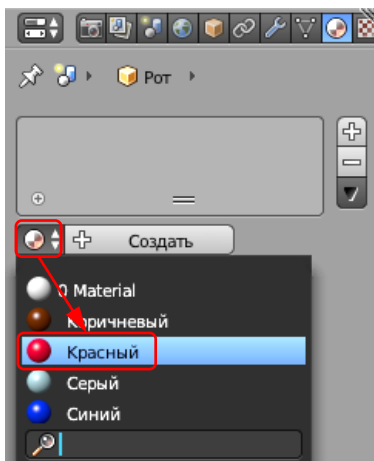 Рот
Создать
0 Material
Коричневый
Красный
Серый
Синий